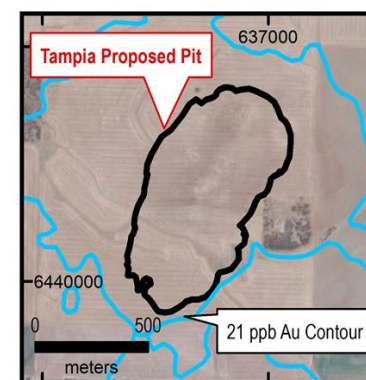 637000
Tampia Proposed Pit
6440000
0 500
21 ppb Au Contour
meters